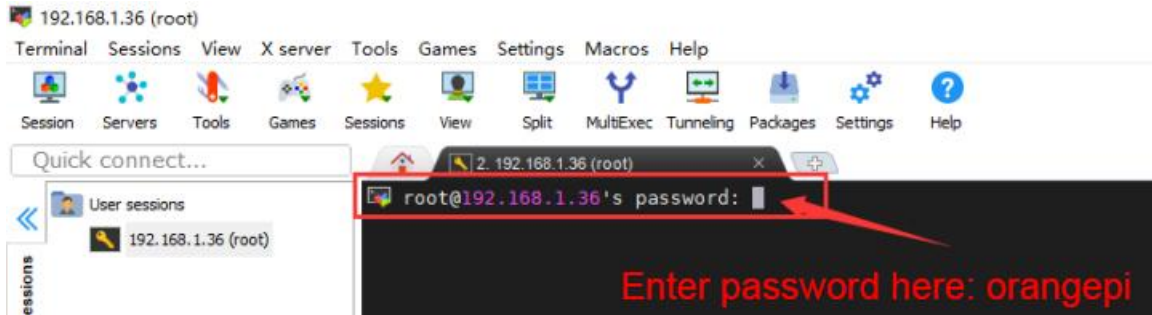 192.168.1.36 (root)
Terminal Sessions View X server Tools Games Settings Macros Help
Session Servers Tools Games Sessions View Split MultiExec Tunneling Packages Settings Help
Quick connect...
2. 192.168.1.36 (root)
User sessions
root@192.168.1.36's password:
192.168.1.36 (root)
Enter password here: orangepi